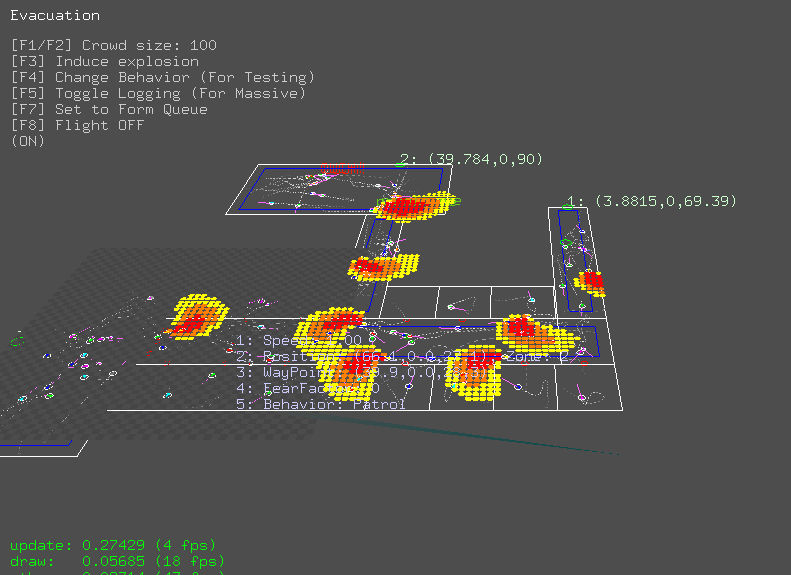 Evacuation
[F1/F2] Crowd size: 100
[F3] Induce explosion
[F4] Change Behavior (For Testing)
[F5] Toggle Logging (For Massive)
[F7] Set to Form Queue
[F8] Flight OFF
(ON)
2: (39.784,0,90)
1: (3.8815,0,69.39)
1: Speed:
2:
3:
4:
5: Behavior: Patrol
update: 0.27429 (4 fps)
draw: 0.05685 (18 fps)